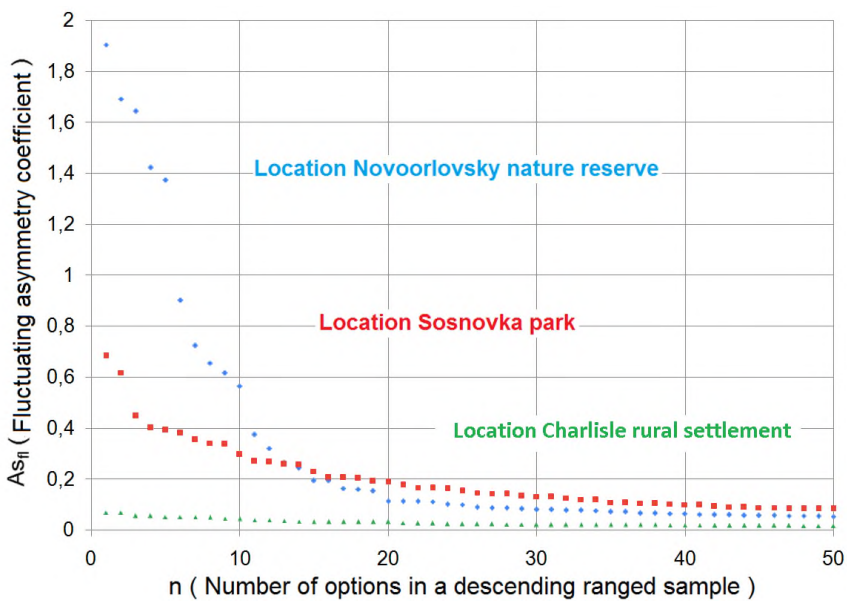 2
1,8
1,6
1,4
1,2
1
0,8
0,6
0,4
0,2
0
As_fl ( Fluctuating asymmetry coefficient )
Location Novoorlovsky nature reserve
Location Sosnovka park
Location Charlisle rural settlement
0 10 20 30 40 50
n ( Number of options in a descending ranged sample )